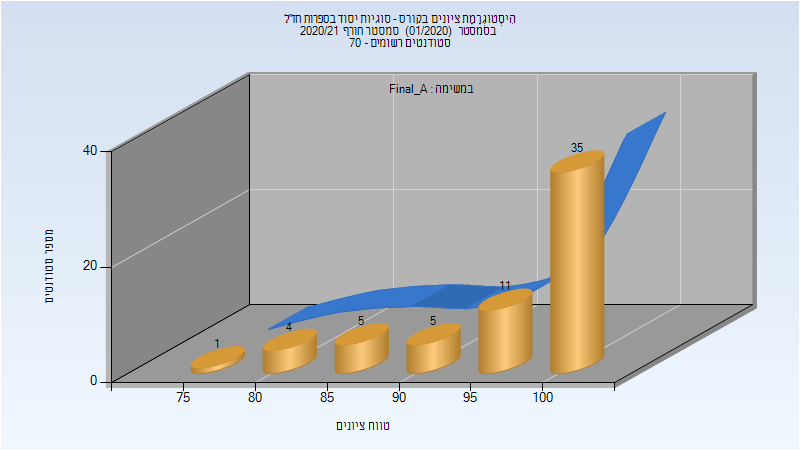 היסטוגרמת ציונים בקורס - סוגיות יסוד בספרות חז"ל
בסמסטר (01/2020) סמסטר חורף 2020/21
סטודנטים רשומים - 70
במשימה : Final_A
40
20
0
מספר סטודנטים
1
4
5
5
11
35
75
80
85
90
95
100
טווח ציונים